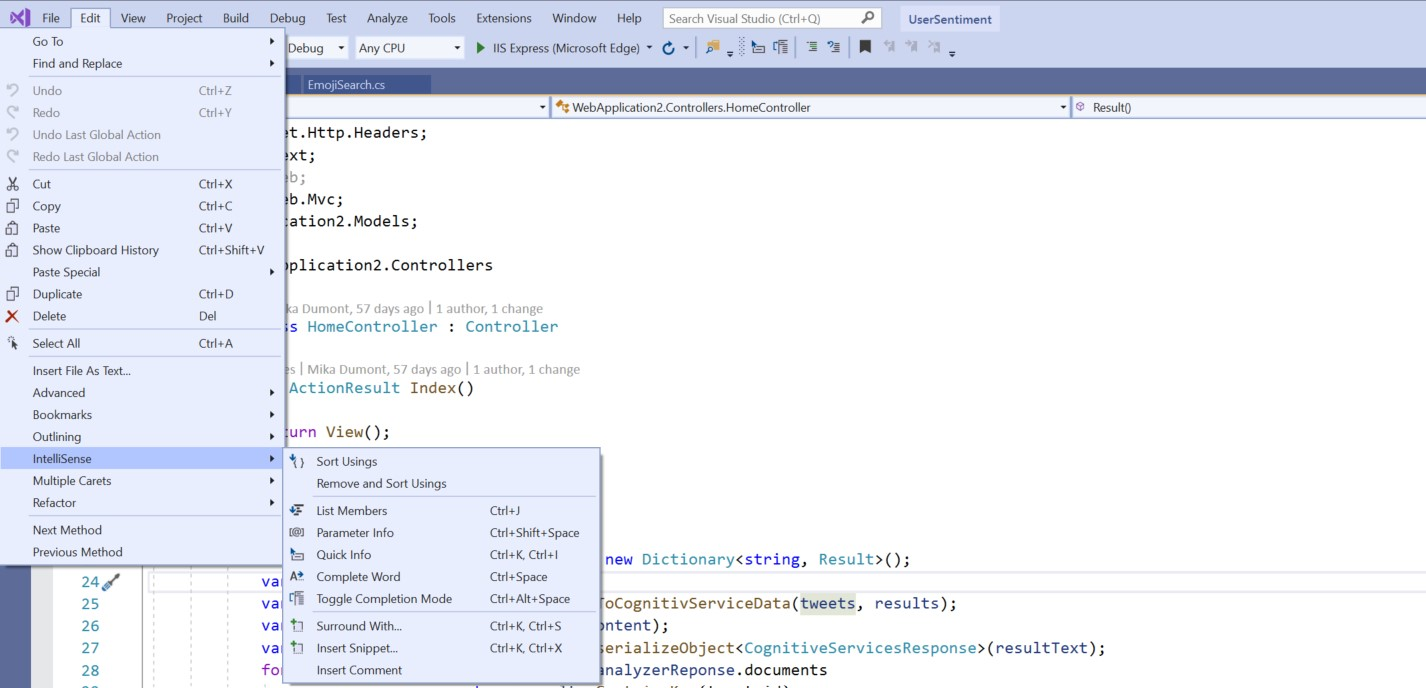 File Edit View Project Build Debug Test Analyze Tools Extensions Window Help Search Visual Studio (Ctrl+Q) UserSentiment
Debug Any CPU IIS Express (Microsoft Edge)
EmojiSearch.cs
WebApplication2.Controllers.HomeController Result()
Go To
Find and Replace
Undo Ctrl+Z
Redo Ctrl+Y
Undo Last Global Action
Redo Last Global Action
Cut Ctrl+X
Copy Ctrl+C
Paste Ctrl+V
Show Clipboard History Ctrl+Shift+V
Paste Special
Duplicate Ctrl+D
Delete Del
Select All Ctrl+A
Insert File As Text...
Advanced
Bookmarks
Outlining
IntelliSense
Multiple Carets
Refactor
Next Method
Previous Method
Sort Usings
Remove and Sort Usings
List Members Ctrl+J
Parameter Info Ctrl+Shift+Space
Quick Info Ctrl+K, Ctrl+I
Complete Word Ctrl+Space
Toggle Completion Mode Ctrl+Alt+Space
Surround With... Ctrl+K, Ctrl+S
Insert Snippet... Ctrl+K, Ctrl+X
Insert Comment
et.Http.Headers;
ext;
eb;
eb.Mvc;
cation2.Models;
pplication2.Controllers
ka Dumont, 57 days ago | 1 author, 1 change
ss HomeController : Controller
es | Mika Dumont, 57 days ago | 1 author, 1 change
ActionResult Index()
turn View();
new Dictionary<string, Result>();
24 va
25 va ToCognitivServiceData(tweets, results);
26 va ontent);
27 va serializeObject<CognitiveServicesResponse>(resultText);
28 fo analyzerReponse.documents